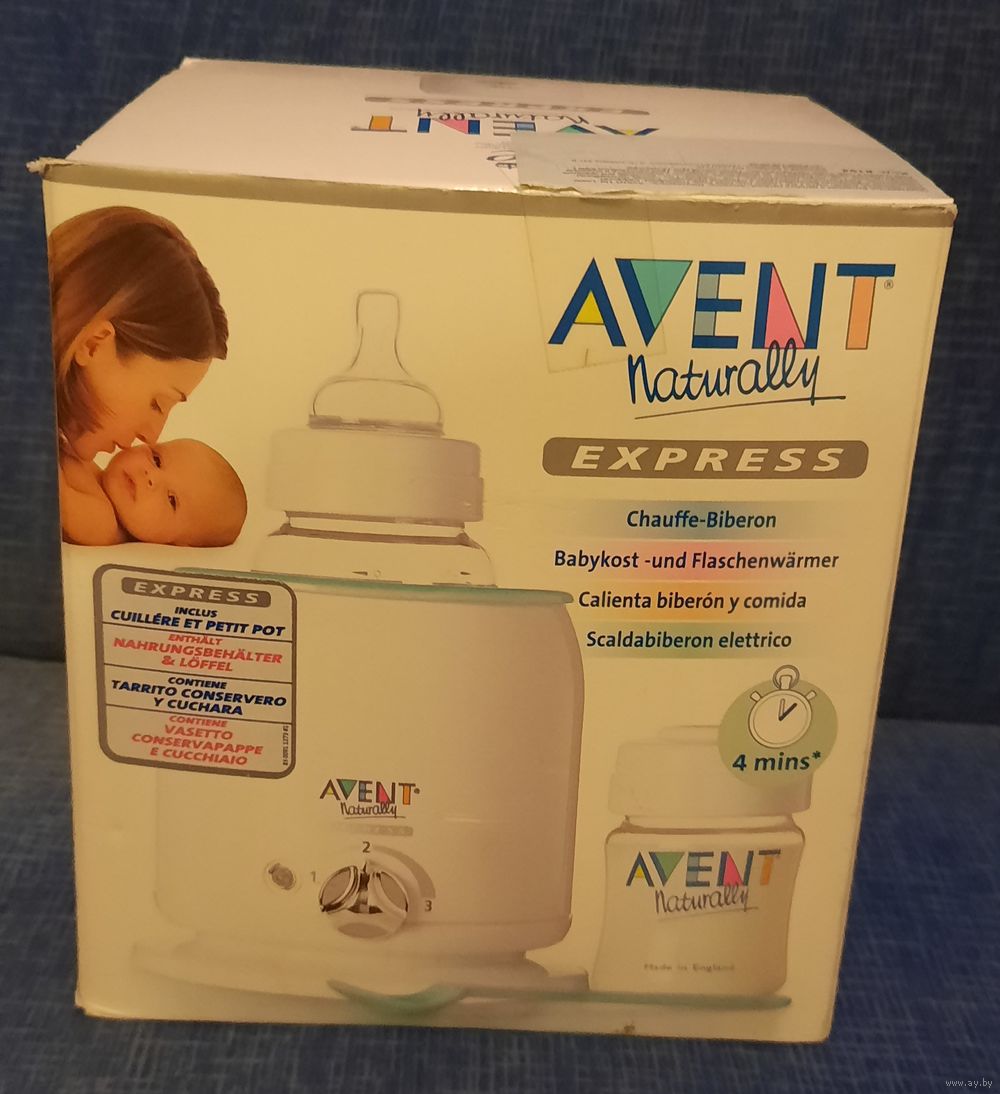 AVENT
Naturally
AVENT®
Naturally
EXPRESS
Chauffe-Biberon
Babykost -und Flaschenwärmer
Calienta biberón y comida
Scaldabiberon elettrico
4 mins*
EXPRESS
INCLUS
CUILLÉRE ET PETIT POT
ENTHÄLT
NAHRUNGSBEHÄLTER
& LÖFFEL
CONTIENE
TARRITO CONSERVERO
Y CUCHARA
CONTIENE
VASETTO
CONSERVAPAPPE
E CUCCHIAIO
AVENT®
Naturally
EXPRESS
1
2
3
AVENT
Naturally
Made in England
www.ay.by